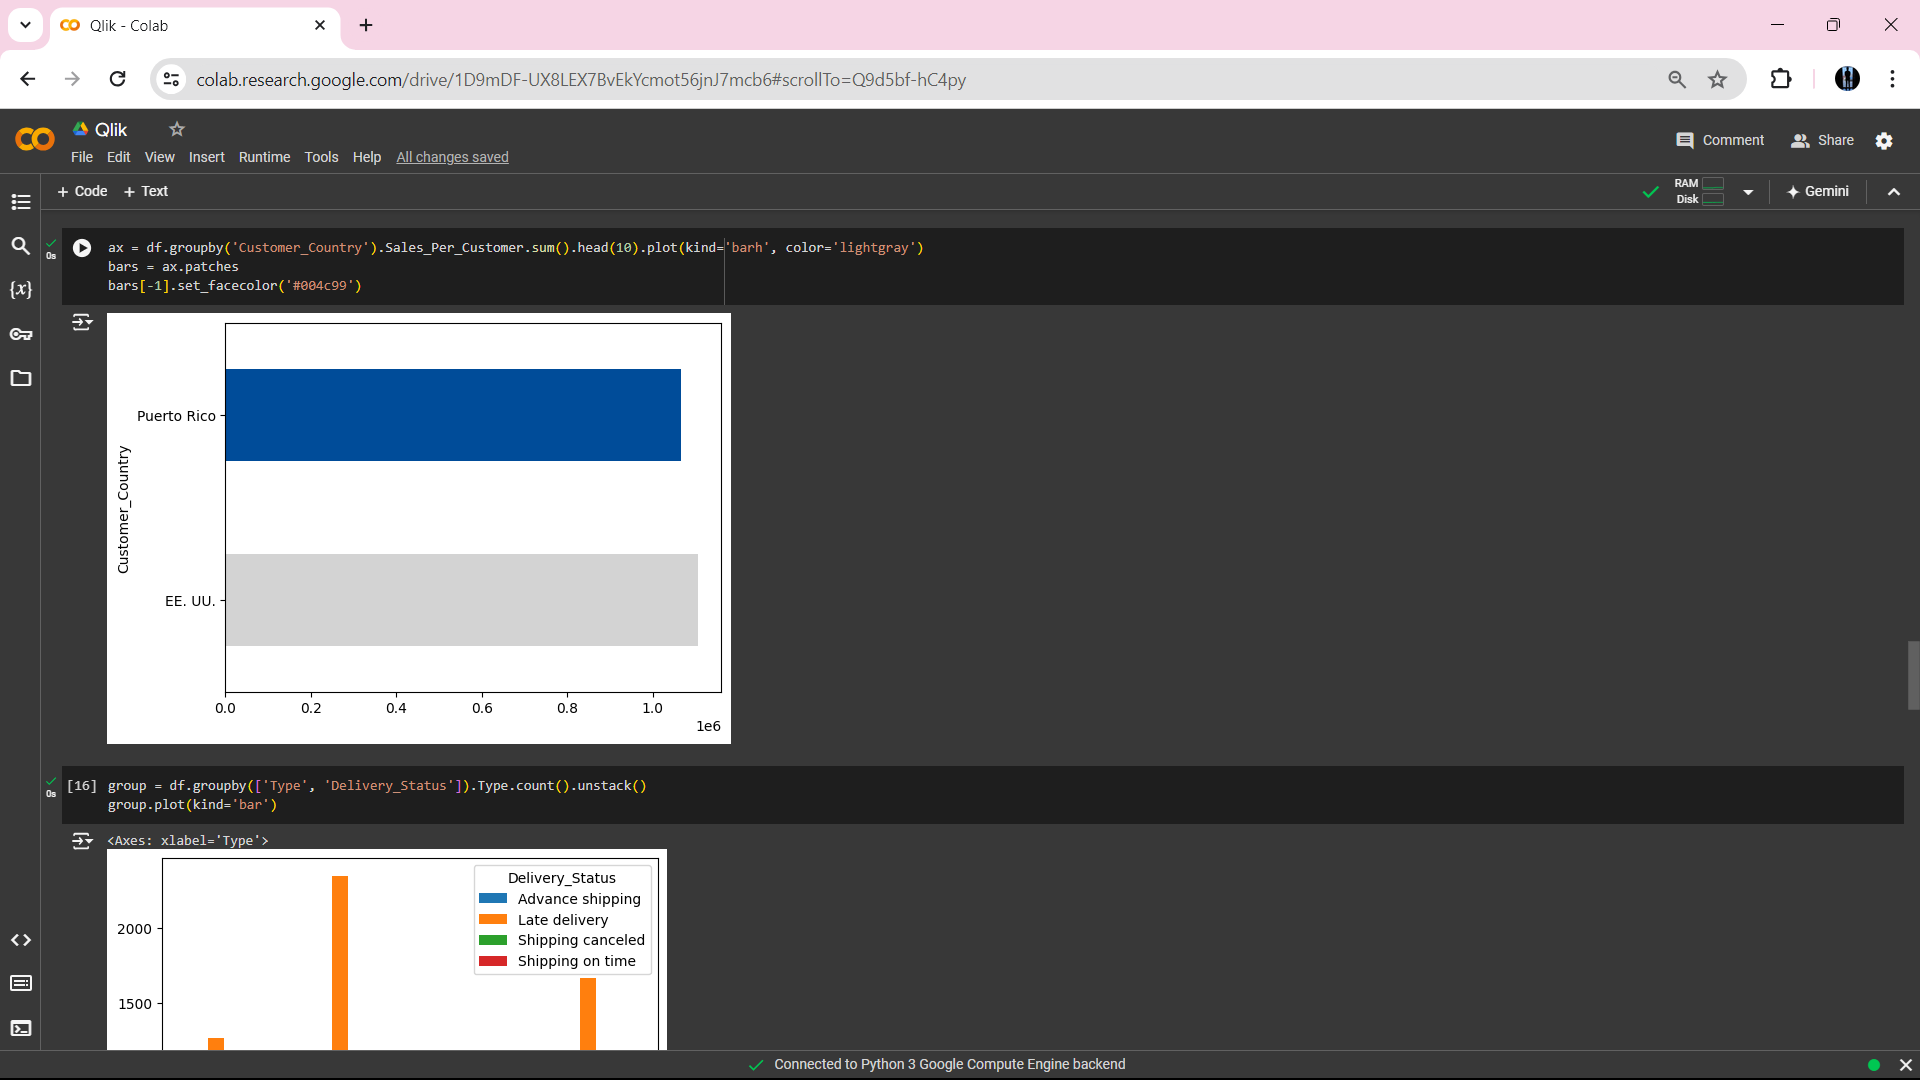 Qlik - Colab
colab.research.google.com/drive/1D9mDF-UX8LEX7BvEkYcmot56jnJ7mcb6#scrollTo=Q9d5bf-hC4py
Qlik
File Edit View Insert Runtime Tools Help All changes saved
Comment Share
+ Code + Text
RAM
Disk
Gemini
0s
ax = df.groupby('Customer_Country').Sales_Per_Customer.sum().head(10).plot(kind='barh', color='lightgray')
bars = ax.patches
bars[-1].set_facecolor('#004c99')
{x}
Customer_Country
Puerto Rico
EE. UU.
0.0 0.2 0.4 0.6 0.8 1.0
1e6
0s
[16] group = df.groupby(['Type', 'Delivery_Status']).Type.count().unstack()
group.plot(kind='bar')
<Axes: xlabel='Type'>
Delivery_Status
Advance shipping
Late delivery
Shipping canceled
Shipping on time
2000
1500
Connected to Python 3 Google Compute Engine backend